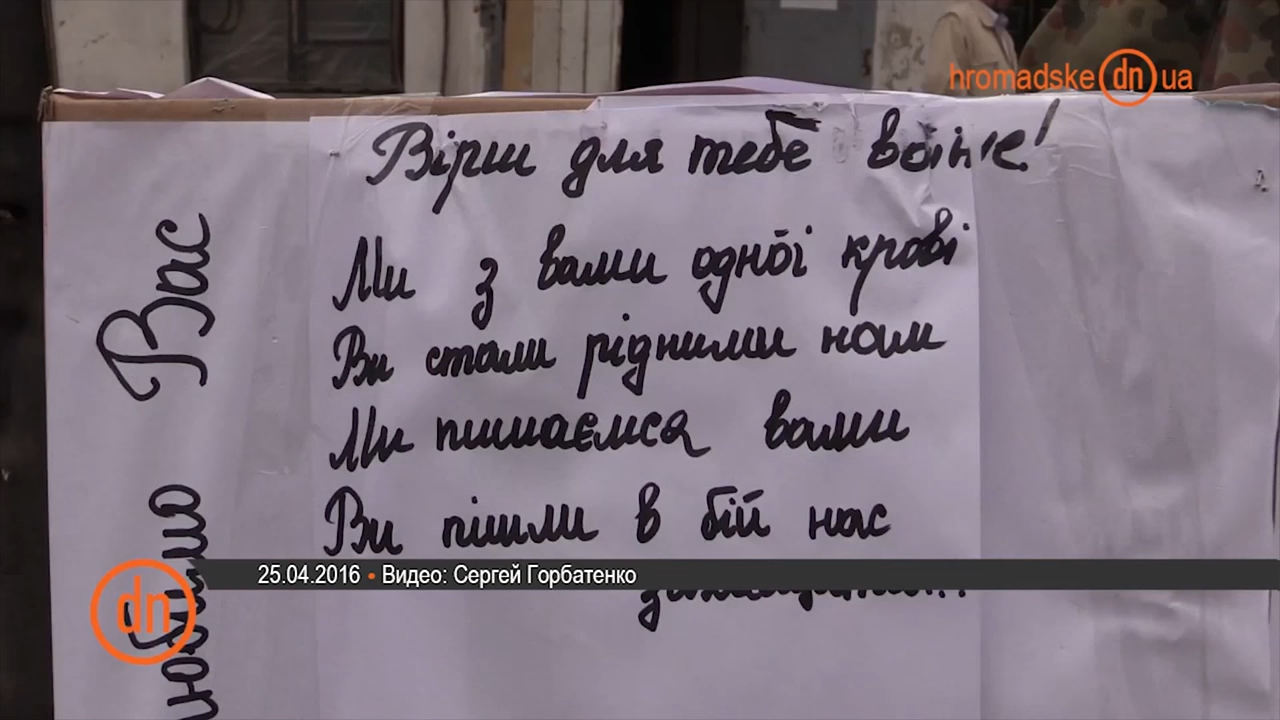 hromadske dn ua
Вірш для тебе воїне!
Ми з вами одної крові
Ви стали рідними нам
Ми пишаємся вами
Ви пішли в бій нас
Вас
25.04.2016 • Видео: Сергей Горбатенко
dn